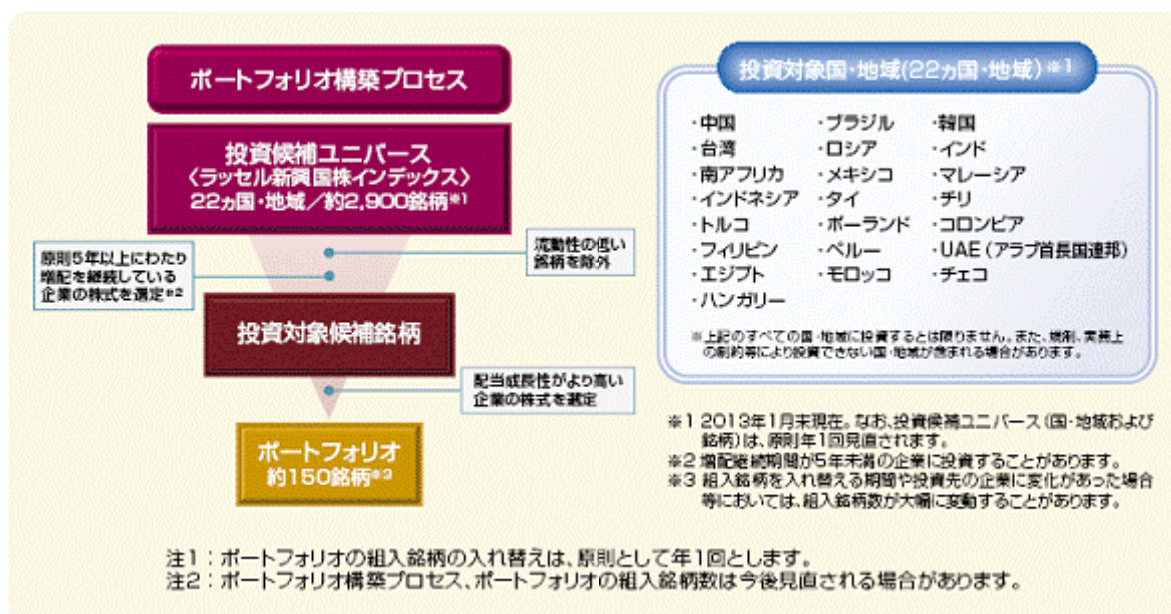 ポートフォリオ構築プロセス
投資候補ユニバース
〈ラッセル新興国株インデックス〉
22ヵ国・地域／約2,900銘柄※1
原則5年以上にわたり
増配を継続している
企業の株式を選定※2
流動性の低い
銘柄を除外
投資対象候補銘柄
配当成長性がより高い
企業の株式を選定
ポートフォリオ
約150銘柄※3
投資対象国・地域(22ヵ国・地域)※1
・中国 ・ブラジル ・韓国
・台湾 ・ロシア ・インド
・南アフリカ ・メキシコ ・マレーシア
・インドネシア ・タイ ・チリ
・トルコ ・ポーランド ・コロンビア
・フィリピン ・ペルー ・UAE（アラブ首長国連邦）
・エジプト ・モロッコ ・チェコ
・ハンガリー
※上記のすべての国・地域に投資するとは限りません。また、規制、実務上
の制約等により投資できない国・地域が含まれる場合があります。
※1 2013年1月末現在。なお、投資候補ユニバース（国・地域および
銘柄）は、原則年1回見直されます。
※2 増配継続期間が5年未満の企業に投資することがあります。
※3 組入銘柄を入れ替える期間や投資先の企業に変化があった場合
等においては、組入銘柄数が大幅に変動することがあります。
注1：ポートフォリオの組入銘柄の入れ替えは、原則として年1回とします。
注2：ポートフォリオ構築プロセス、ポートフォリオの組入銘柄数は今後見直される場合があります。